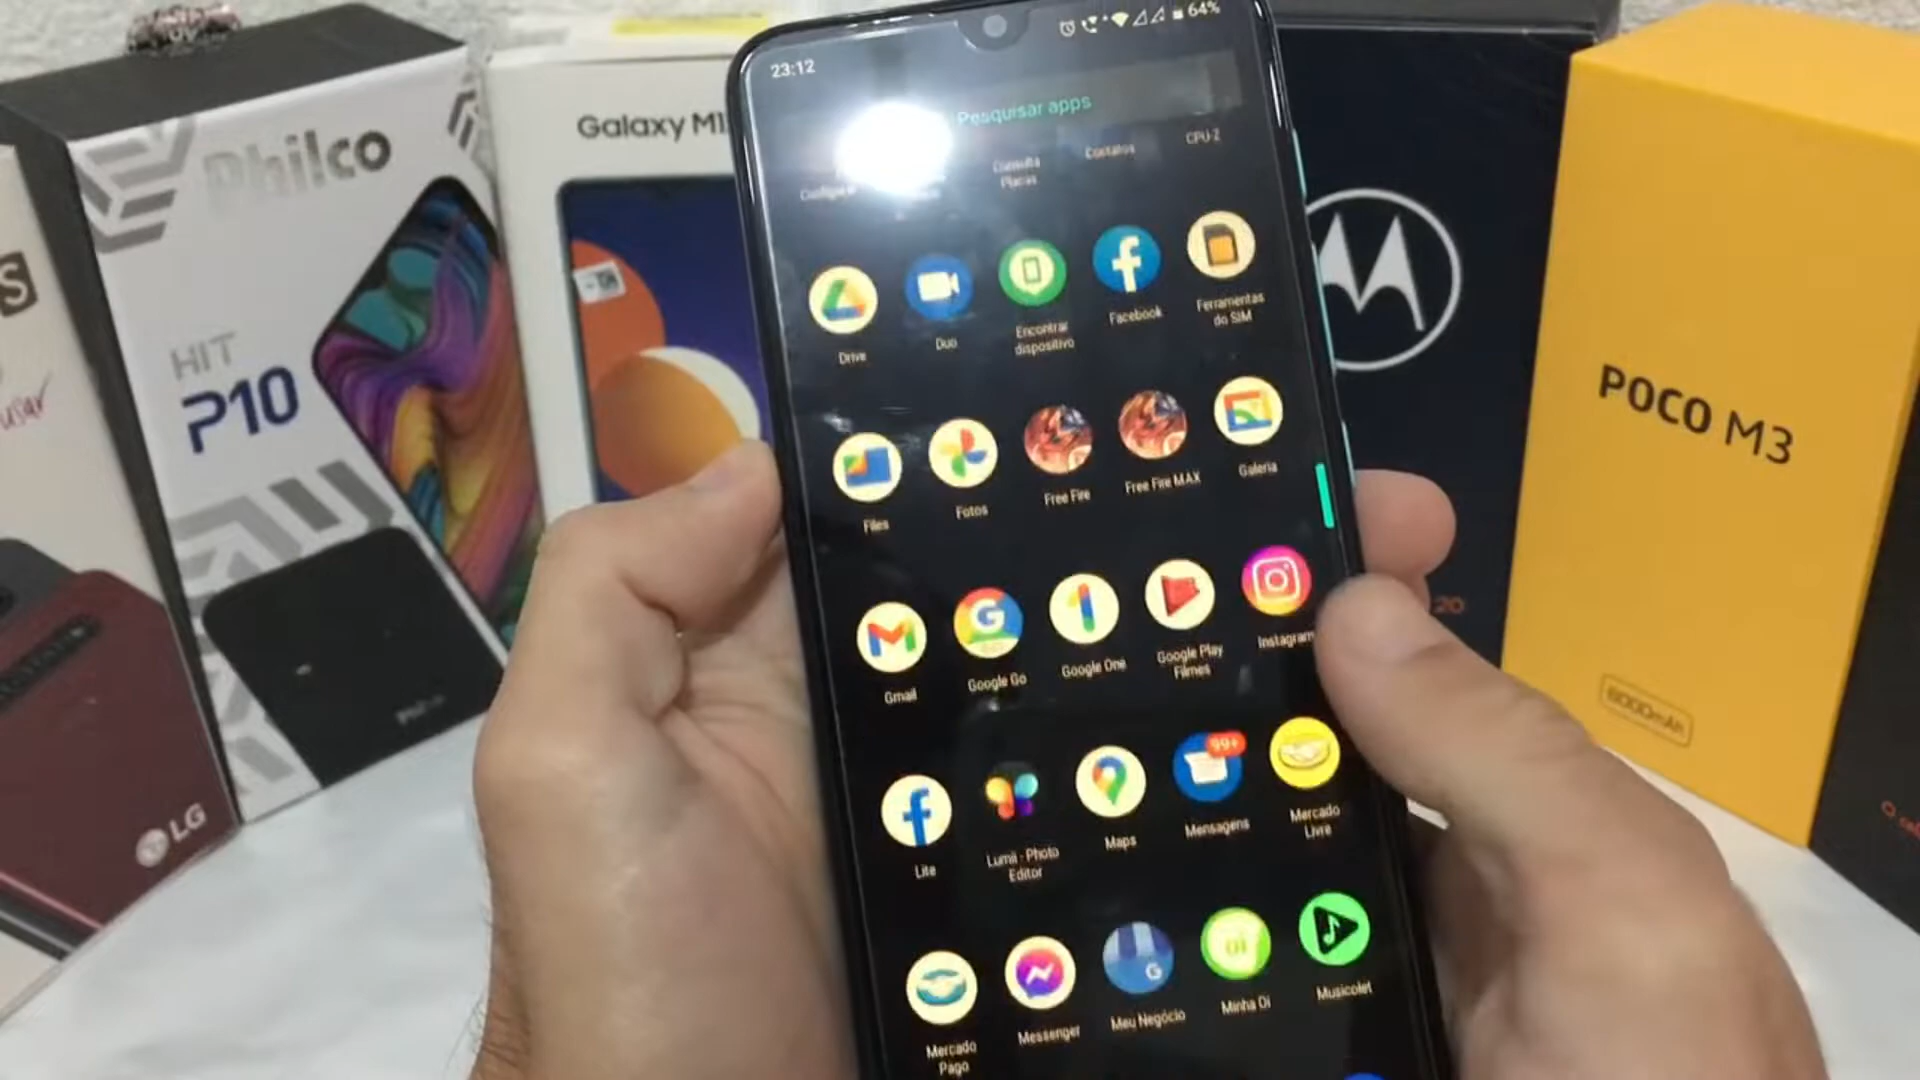 23:12
64%
Pesquisar apps
Consulta
Placas
Contatos
CPU-Z
Drive
Duo
Encontrar
dispositivo
Facebook
Ferramentas
do SIM
Files
Fotos
Free Fire
Free Fire MAX
Galeria
Gmail
Google Go
Google One
Google Play
Filmes
Instagram
Lite
Lumii - Photo
Editor
Maps
99+
Mensagens
Mercado
Livre
Mercado
Pago
Messenger
Meu Negócio
Minha Oi
Musicolet
Philco
HIT
P10
Galaxy M1
LG
S
usar
POCO M3
6000mAh
20